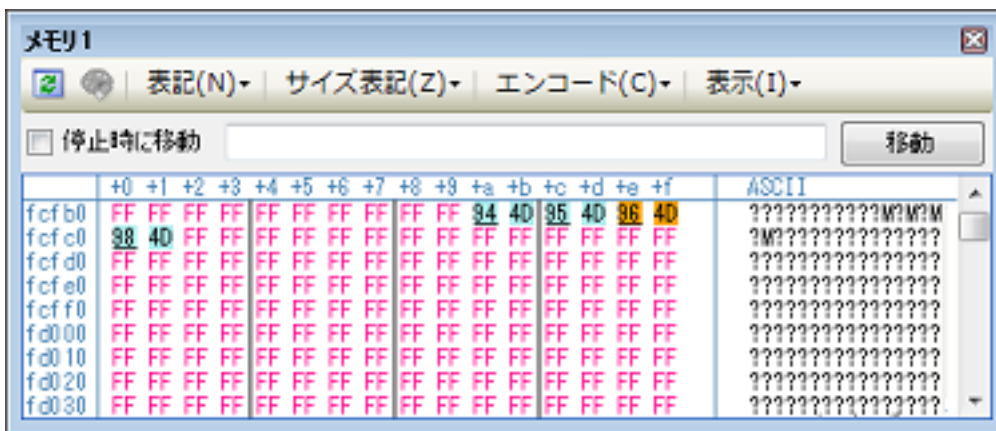 メモリ1
表記(N) サイズ表記(Z) エンコード(C) 表示(I)
停止時に移動 移動
+0 +1 +2 +3 +4 +5 +6 +7 +8 +9 +a +b +c +d +e +f ASCII
fcfb0 FF FF FF FF FF FF FF FF FF FF 94 4D 95 4D 96 4D ???????????M?M?M
fcfc0 98 4D FF FF FF FF FF FF FF FF FF FF FF FF FF FF ?M??????????????
fcfd0 FF FF FF FF FF FF FF FF FF FF FF FF FF FF FF FF ????????????????
fcfe0 FF FF FF FF FF FF FF FF FF FF FF FF FF FF FF FF ????????????????
fcff0 FF FF FF FF FF FF FF FF FF FF FF FF FF FF FF FF ????????????????
fd000 FF FF FF FF FF FF FF FF FF FF FF FF FF FF FF FF ????????????????
fd010 FF FF FF FF FF FF FF FF FF FF FF FF FF FF FF FF ????????????????
fd020 FF FF FF FF FF FF FF FF FF FF FF FF FF FF FF FF ????????????????
fd030 FF FF FF FF FF FF FF FF FF FF FF FF FF FF FF FF ????????????????